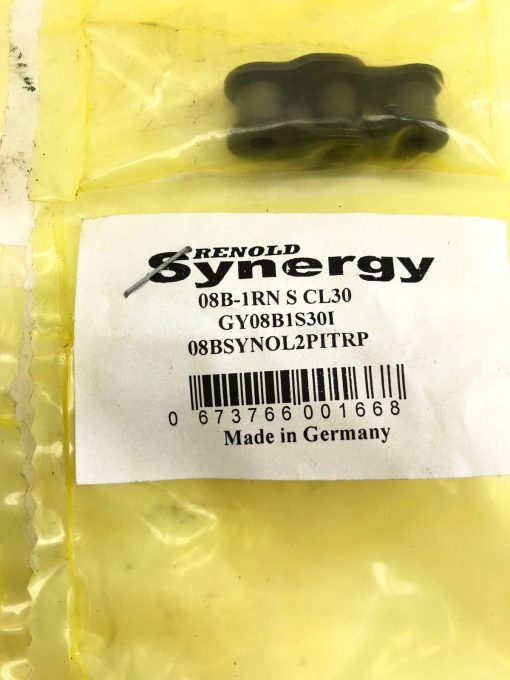 RENOLD
Synergy
08B-1RN S CL30
GY08B1S30I
08BSYNOL2PITRP
0 673766 001668
Made in Germany